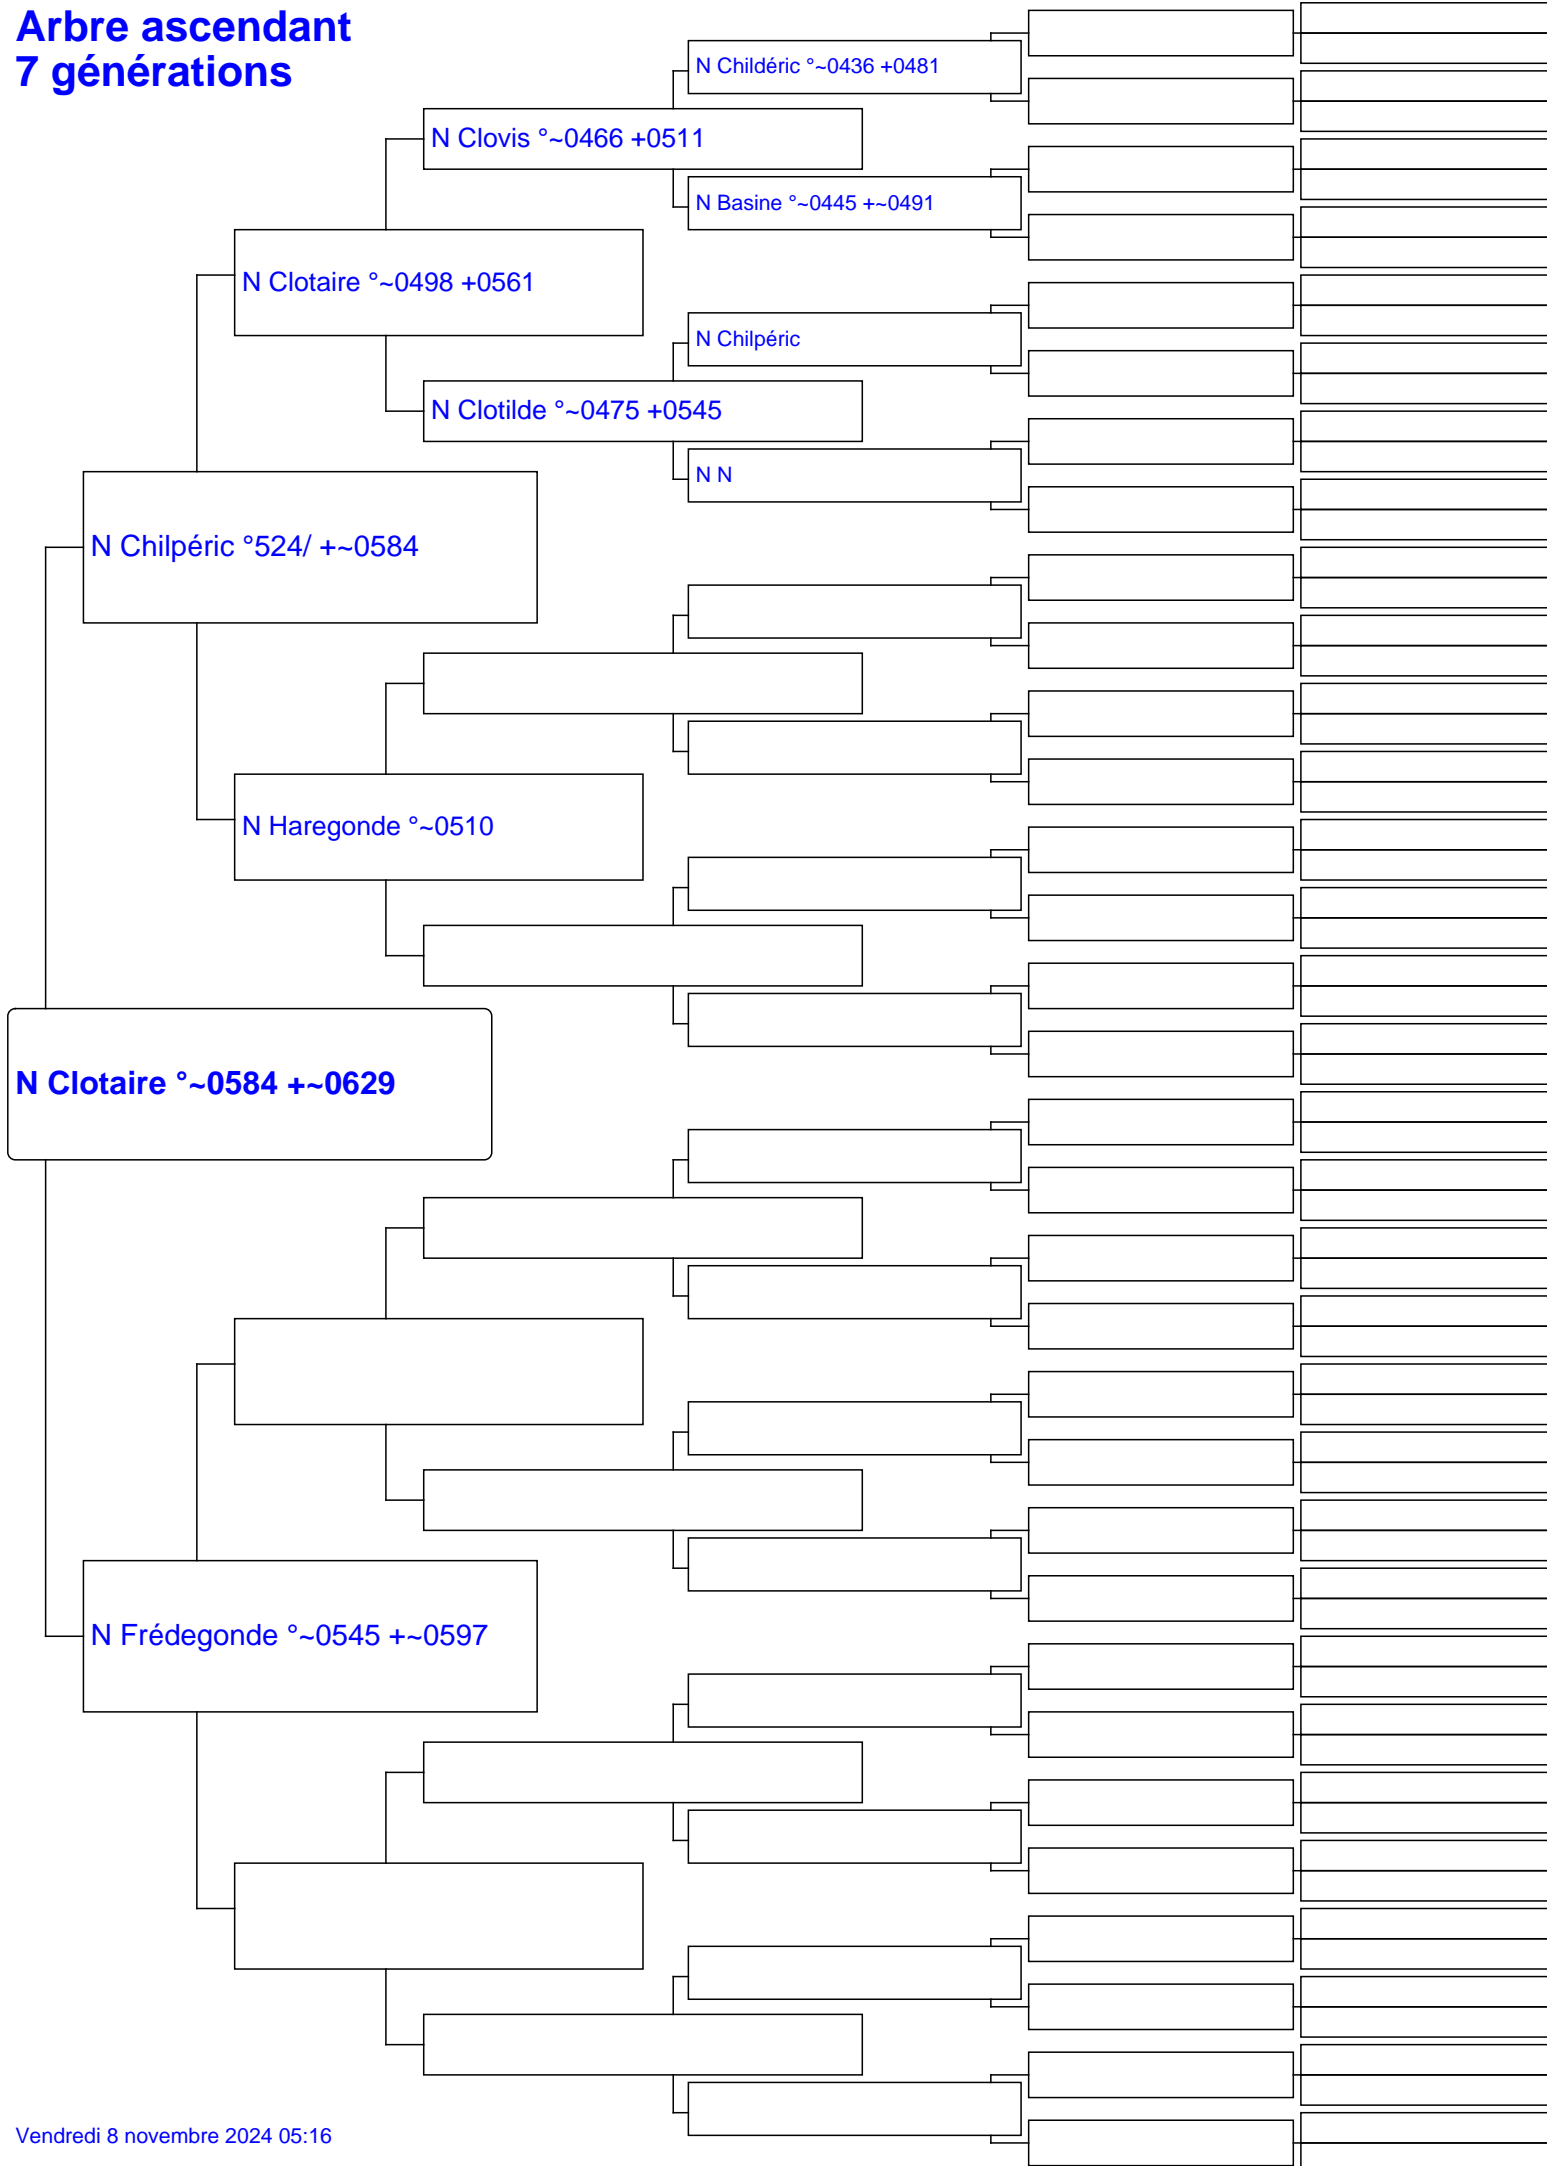 Arbre ascendant
7 générations
N Childéric °~0436 +0481
N Clovis °~0466 +0511
N Basine °~0445 +~0491
N Clotaire °~0498 +0561
N Chilpéric
N Clotilde °~0475 +0545
N N
N Chilpéric °524/ +~0584
N Haregonde °~0510
N Clotaire °~0584 +~0629
N Frédegonde °~0545 +~0597
Vendredi 8 novembre 2024 05:16